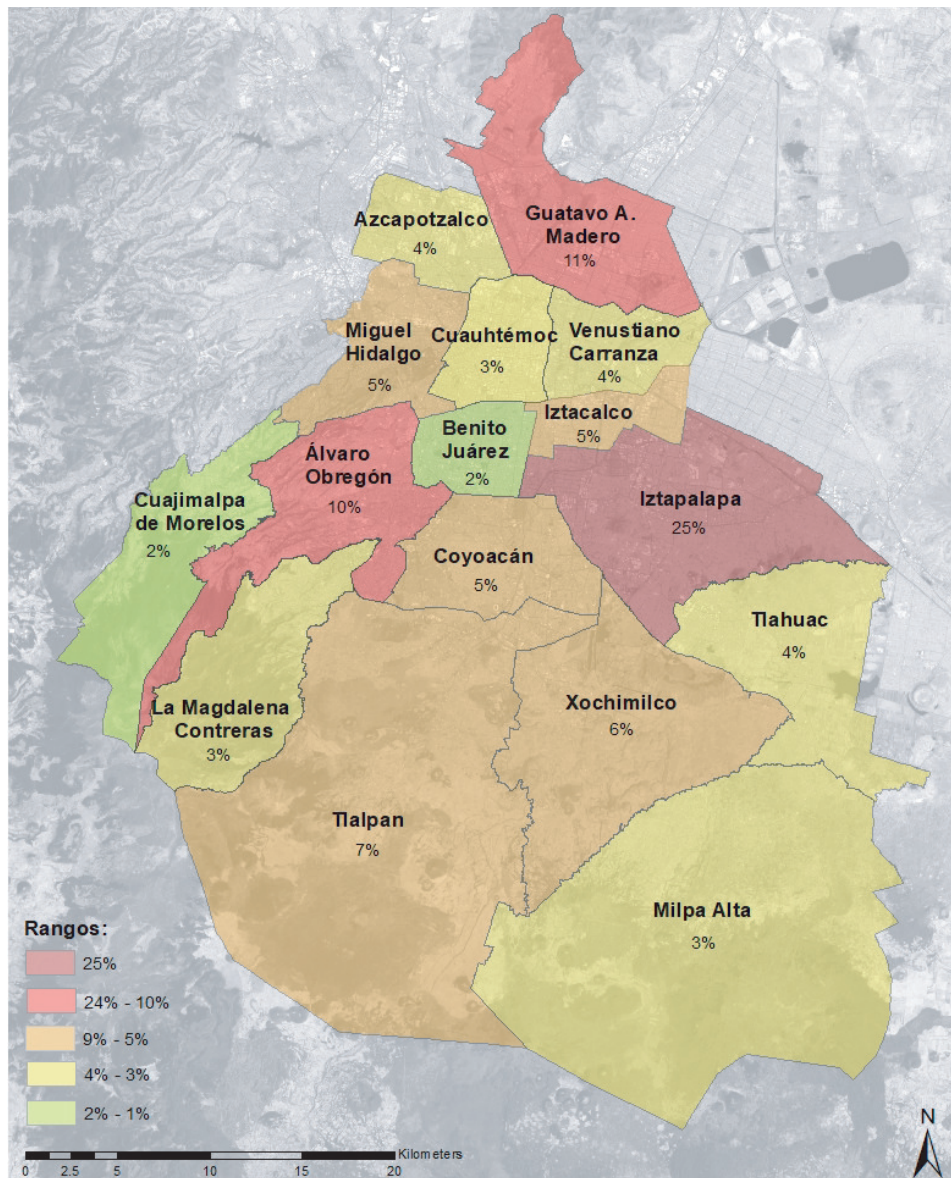 Guatavo A.
Madero
11%
Azcapotzalco
4%
Miguel
Hidalgo
5%
Cuauhtémoc
3%
Venustiano
Carranza
4%
Iztacalco
5%
Benito
Juárez
2%
Álvaro
Obregón
10%
Cuajimalpa
de Morelos
2%
Iztapalapa
25%
Coyoacán
5%
Tlahuac
4%
La Magdalena
Contreras
3%
Xochimilco
6%
Tlalpan
7%
Milpa Alta
3%
Rangos:
25%
24% - 10%
9% - 5%
4% - 3%
2% - 1%
Kilometers
0 2.5 5 10 15 20
N